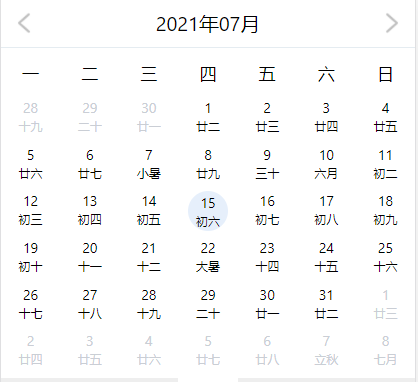 2021年07月
一 二 三 四 五 六 日
28 29 30 1 2 3 4
十九 二十 廿一 廿二 廿三 廿四 廿五
5 6 7 8 9 10 11
廿六 廿七 小暑 廿九 三十 六月 初二
12 13 14 15 16 17 18
初三 初四 初五 初六 初七 初八 初九
19 20 21 22 23 24 25
初十 十一 十二 大暑 十四 十五 十六
26 27 28 29 30 31 1
十七 十八 十九 二十 廿一 廿二 廿三
2 3 4 5 6 7 8
廿四 廿五 廿六 廿七 廿八 立秋 七月